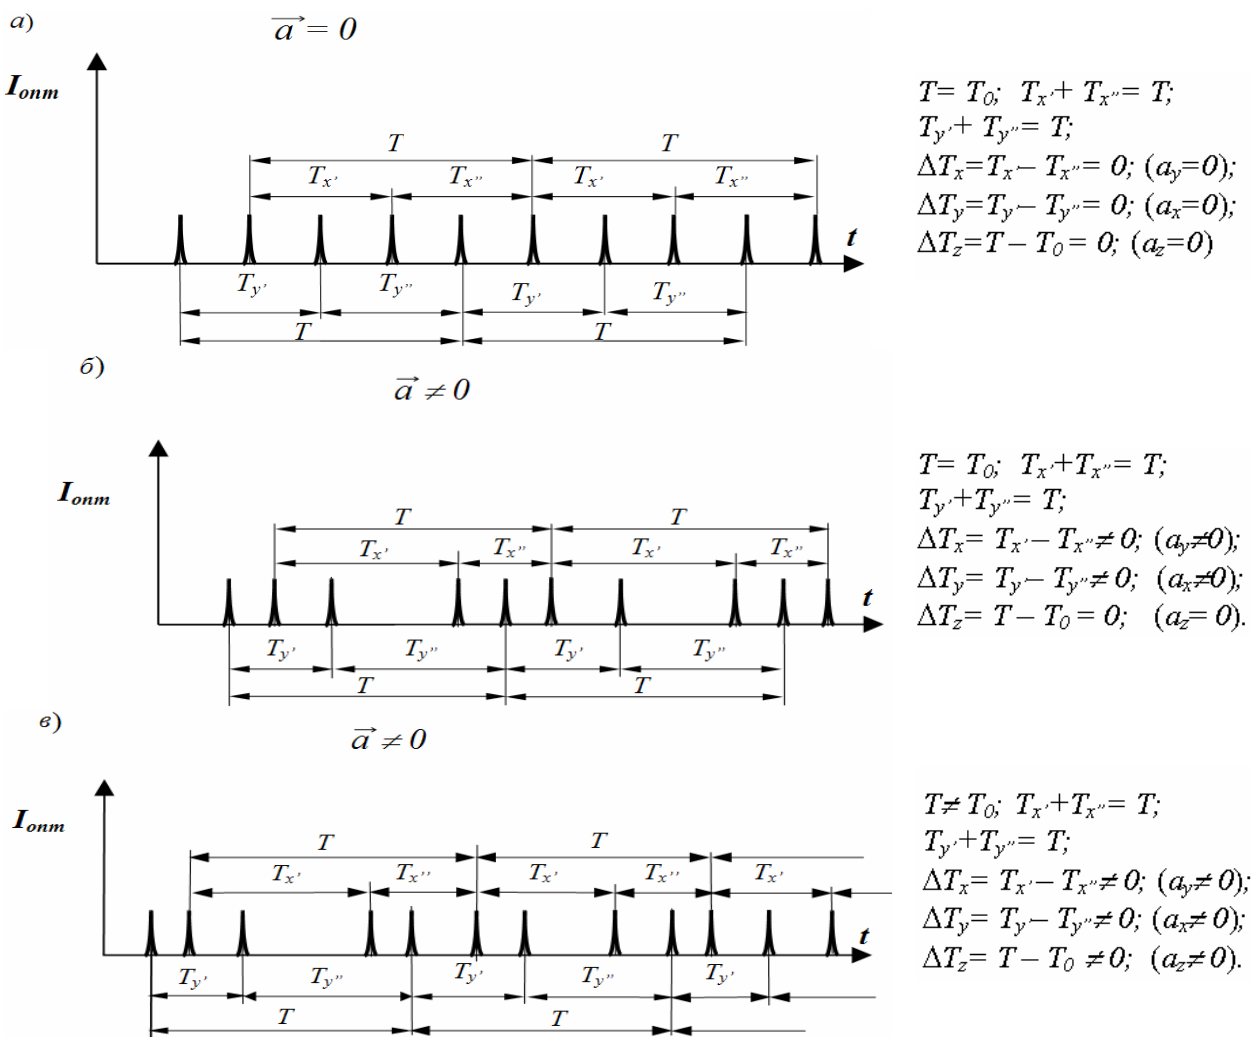 а)
a = 0
Iопт
T T
Tx' Tx'' Tx' Tx''
t
Ty' Ty'' Ty' Ty''
T T
T= T0; Tx'+ Tx''= T;
Ty'+ Ty''= T;
ΔTx=Tx'– Tx''= 0; (ay=0);
ΔTy=Ty'– Ty''= 0; (ax=0);
ΔTz=T – T0 = 0; (az=0)
б)
a ≠ 0
Iопт
T T
Tx' Tx'' Tx' Tx''
t
Ty' Ty'' Ty' Ty''
T T
T= T0; Tx'+Tx''= T;
Ty'+Ty''= T;
ΔTx= Tx'– Tx''≠ 0; (ay≠0);
ΔTy= Ty'– Ty''≠0; (ax≠0);
ΔTz= T – T0 = 0; (az= 0).
в)
a ≠ 0
Iопт
T T
Tx' Tx'' Tx' Tx'' Tx'
t
Ty' Ty'' Ty' Ty'' Ty'
T T
T≠ T0; Tx'+Tx''= T;
Ty'+Ty''= T;
ΔTx= Tx'– Tx''≠0; (ay≠ 0);
ΔTy= Ty'– Ty''≠0; (ax≠ 0);
ΔTz= T – T0 ≠ 0; (az≠ 0).